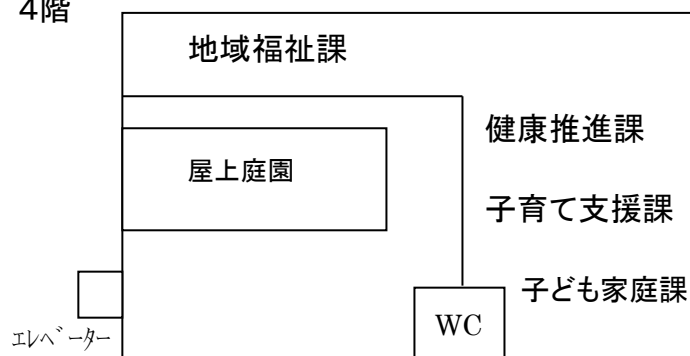 4階
地域福祉課
健康推進課
屋上庭園
子育て支援課
子ども家庭課
WC
エレベーター